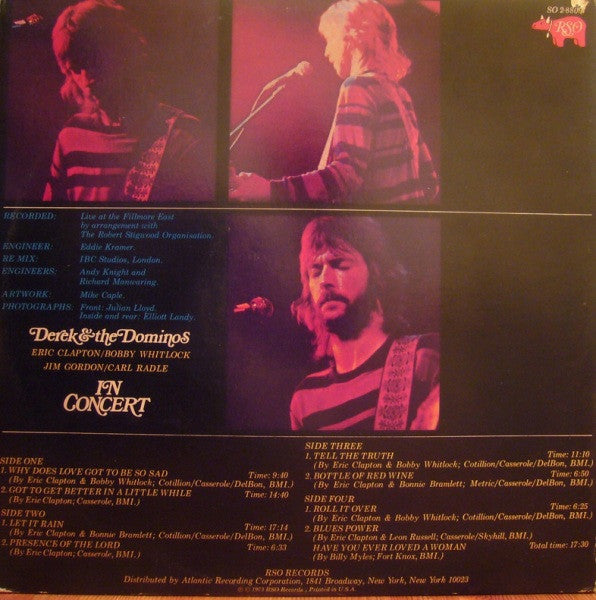 SO 2-8800
RSO
RECORDED: Live at the Fillmore East
by arrangement with
The Robert Stigwood Organisation.
ENGINEER: Eddie Kramer.
RE MIX: IBC Studios, London.
ENGINEERS: Andy Knight and
Richard Manwaring.
ARTWORK: Mike Caple.
PHOTOGRAPHS: Front: Julian Lloyd.
Inside and rear: Elliott Landy.
Derek & the Dominos
ERIC CLAPTON/BOBBY WHITLOCK
JIM GORDON/CARL RADLE
IN
CONCERT
SIDE ONE
1. WHY DOES LOVE GOT TO BE SO SAD Time: 9:40
(By Eric Clapton & Bobby Whitlock; Cotillion/Casserole/DelBon, BMI.)
2. GOT TO GET BETTER IN A LITTLE WHILE Time: 14:40
(By Eric Clapton; Casserole, BMI.)
SIDE TWO
1. LET IT RAIN Time: 17:14
(By Eric Clapton & Bonnie Bramlett; Cotillion/Casserole/DelBon, BMI.)
2. PRESENCE OF THE LORD Time: 6:33
(By Eric Clapton; Casserole, BMI.)
SIDE THREE
1. TELL THE TRUTH Time: 11:10
(By Eric Clapton & Bobby Whitlock; Cotillion/Casserole/DelBon, BMI.)
2. BOTTLE OF RED WINE Time: 6:50
(By Eric Clapton & Bonnie Bramlett; Metric/Casserole/DelBon, BMI.)
SIDE FOUR
1. ROLL IT OVER Time: 6:25
(By Eric Clapton & Bobby Whitlock; Cotillion/Casserole/DelBon, BMI.)
2. BLUES POWER
(By Eric Clapton & Leon Russell; Casserole/Skyhill, BMI.)
HAVE YOU EVER LOVED A WOMAN Total time: 17:30
(By Billy Myles; Fort Knox, BMI.)
RSO RECORDS
Distributed by Atlantic Recording Corporation, 1841 Broadway, New York, New York 10023
© ℗ 1973 RSO Records, Printed in U.S.A.